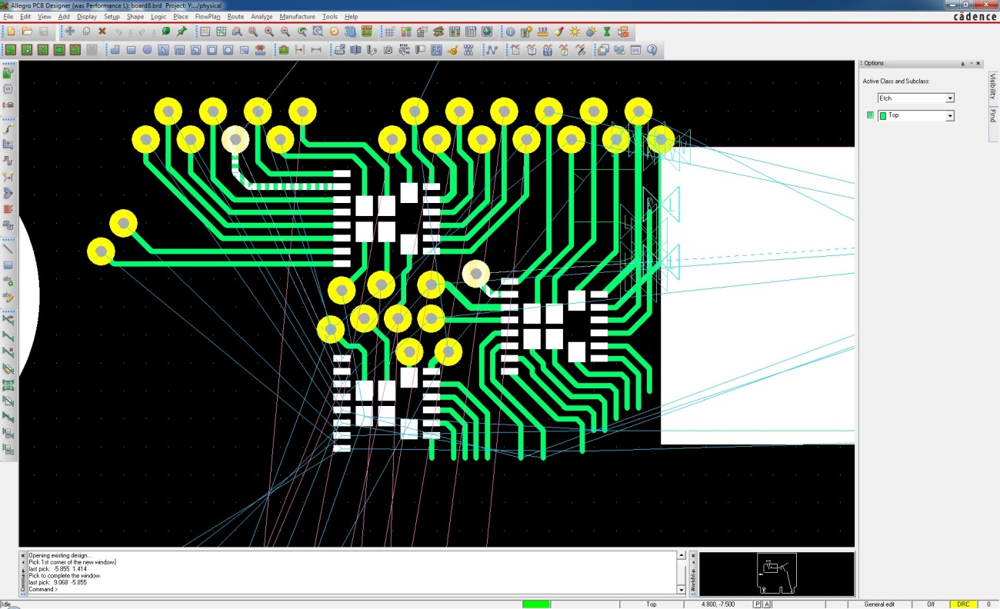 Allegro PCB Designer (was Performance L): board8.brd Project: Y:.../physical
File Edit View Add Display Setup Shape Logic Place FlowPlan Route Analyze Manufacture Tools Help
cādence
Options
Active Class and Subclass:
Etch
Top
Visibility
Find
L
L
Opening existing design...
Pick 1st corner of the new window.
last pick: -5.855 1.414
Pick to complete the window.
last pick: 9.068 -5.855
Command >
Command
WorldView
Idle
Top
4.800, -7.500
P
A
General edit
Off
DRC
0